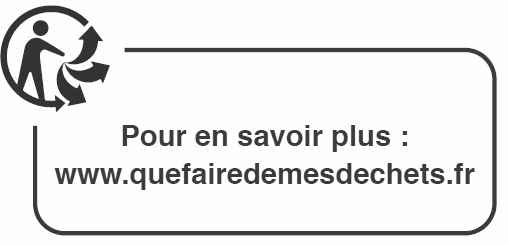 Pour en savoir plus :
www.quefairedemesdechets.fr